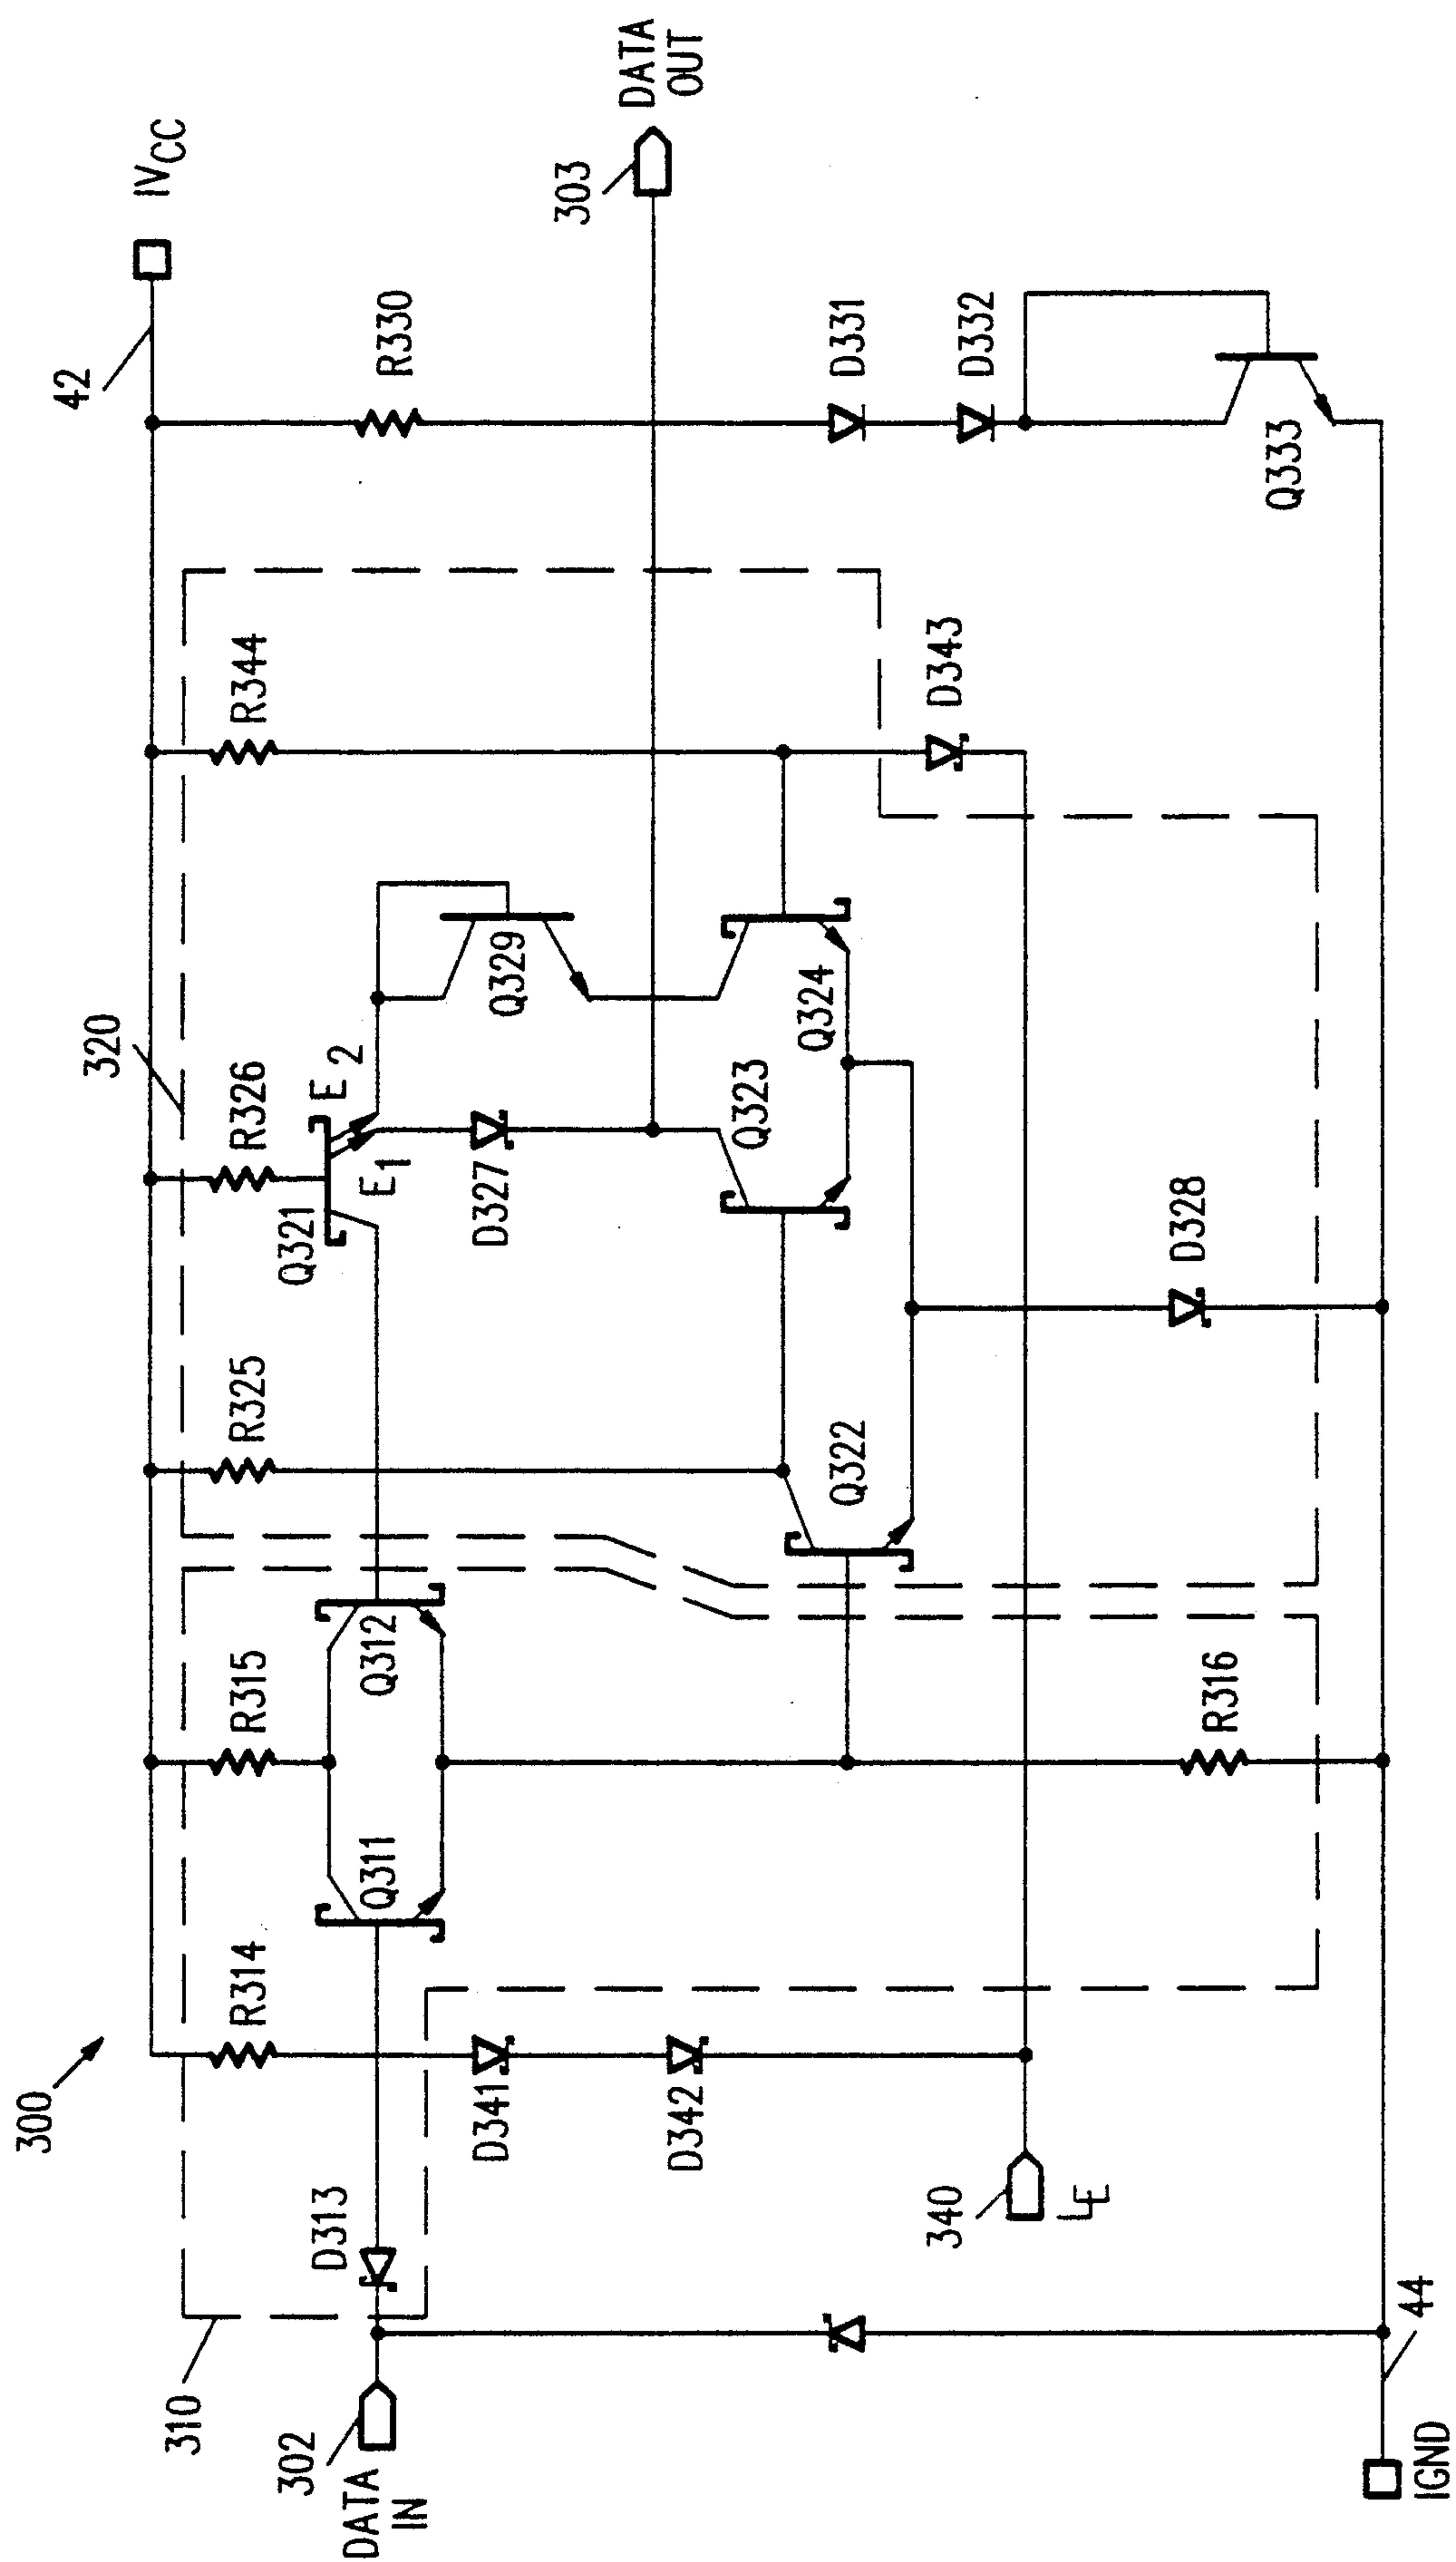 300
310
320
42
IV_CC
R314
R315
R325
R326
R344
R330
302
DATA
IN
D313
Q311
Q312
Q321
E1
E2
Q329
303
DATA
OUT
D341
D342
D327
Q323
Q324
Q322
D343
D331
D332
Q333
340
LE
R316
D328
44
IGND